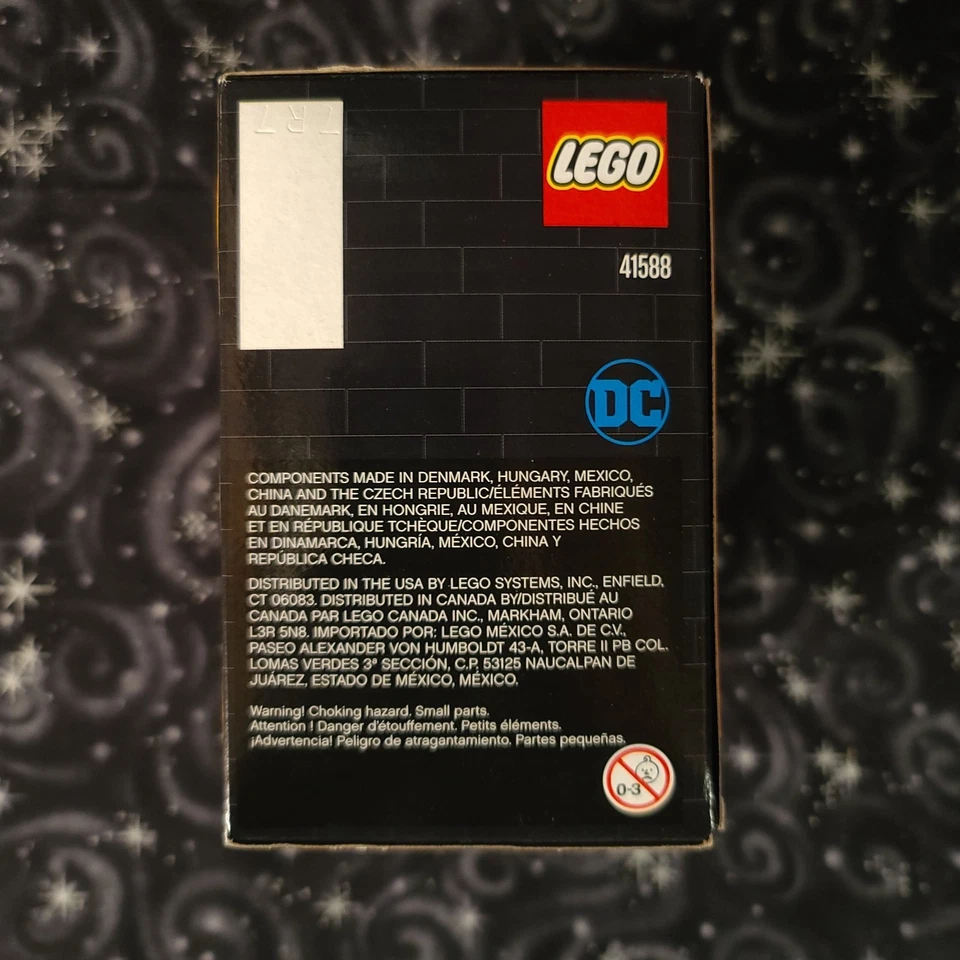 7 R 7
LEGO
41588
DC
COMPONENTS MADE IN DENMARK, HUNGARY, MEXICO,
CHINA AND THE CZECH REPUBLIC/ÉLÉMENTS FABRIQUÉS
AU DANEMARK, EN HONGRIE, AU MEXIQUE, EN CHINE
ET EN RÉPUBLIQUE TCHÈQUE/COMPONENTES HECHOS
EN DINAMARCA, HUNGRÍA, MÉXICO, CHINA Y
REPÚBLICA CHECA.
DISTRIBUTED IN THE USA BY LEGO SYSTEMS, INC., ENFIELD,
CT 06083. DISTRIBUTED IN CANADA BY/DISTRIBUÉ AU
CANADA PAR LEGO CANADA INC., MARKHAM, ONTARIO
L3R 5N8. IMPORTADO POR: LEGO MÉXICO S.A. DE C.V.,
PASEO ALEXANDER VON HUMBOLDT 43-A, TORRE II PB COL.
LOMAS VERDES 3ª SECCIÓN, C.P. 53125 NAUCALPAN DE
JUÁREZ, ESTADO DE MÉXICO, MÉXICO.
Warning! Choking hazard. Small parts.
Attention ! Danger d'étouffement. Petits éléments.
¡Advertencia! Peligro de atragantamiento. Partes pequeñas.
0-3